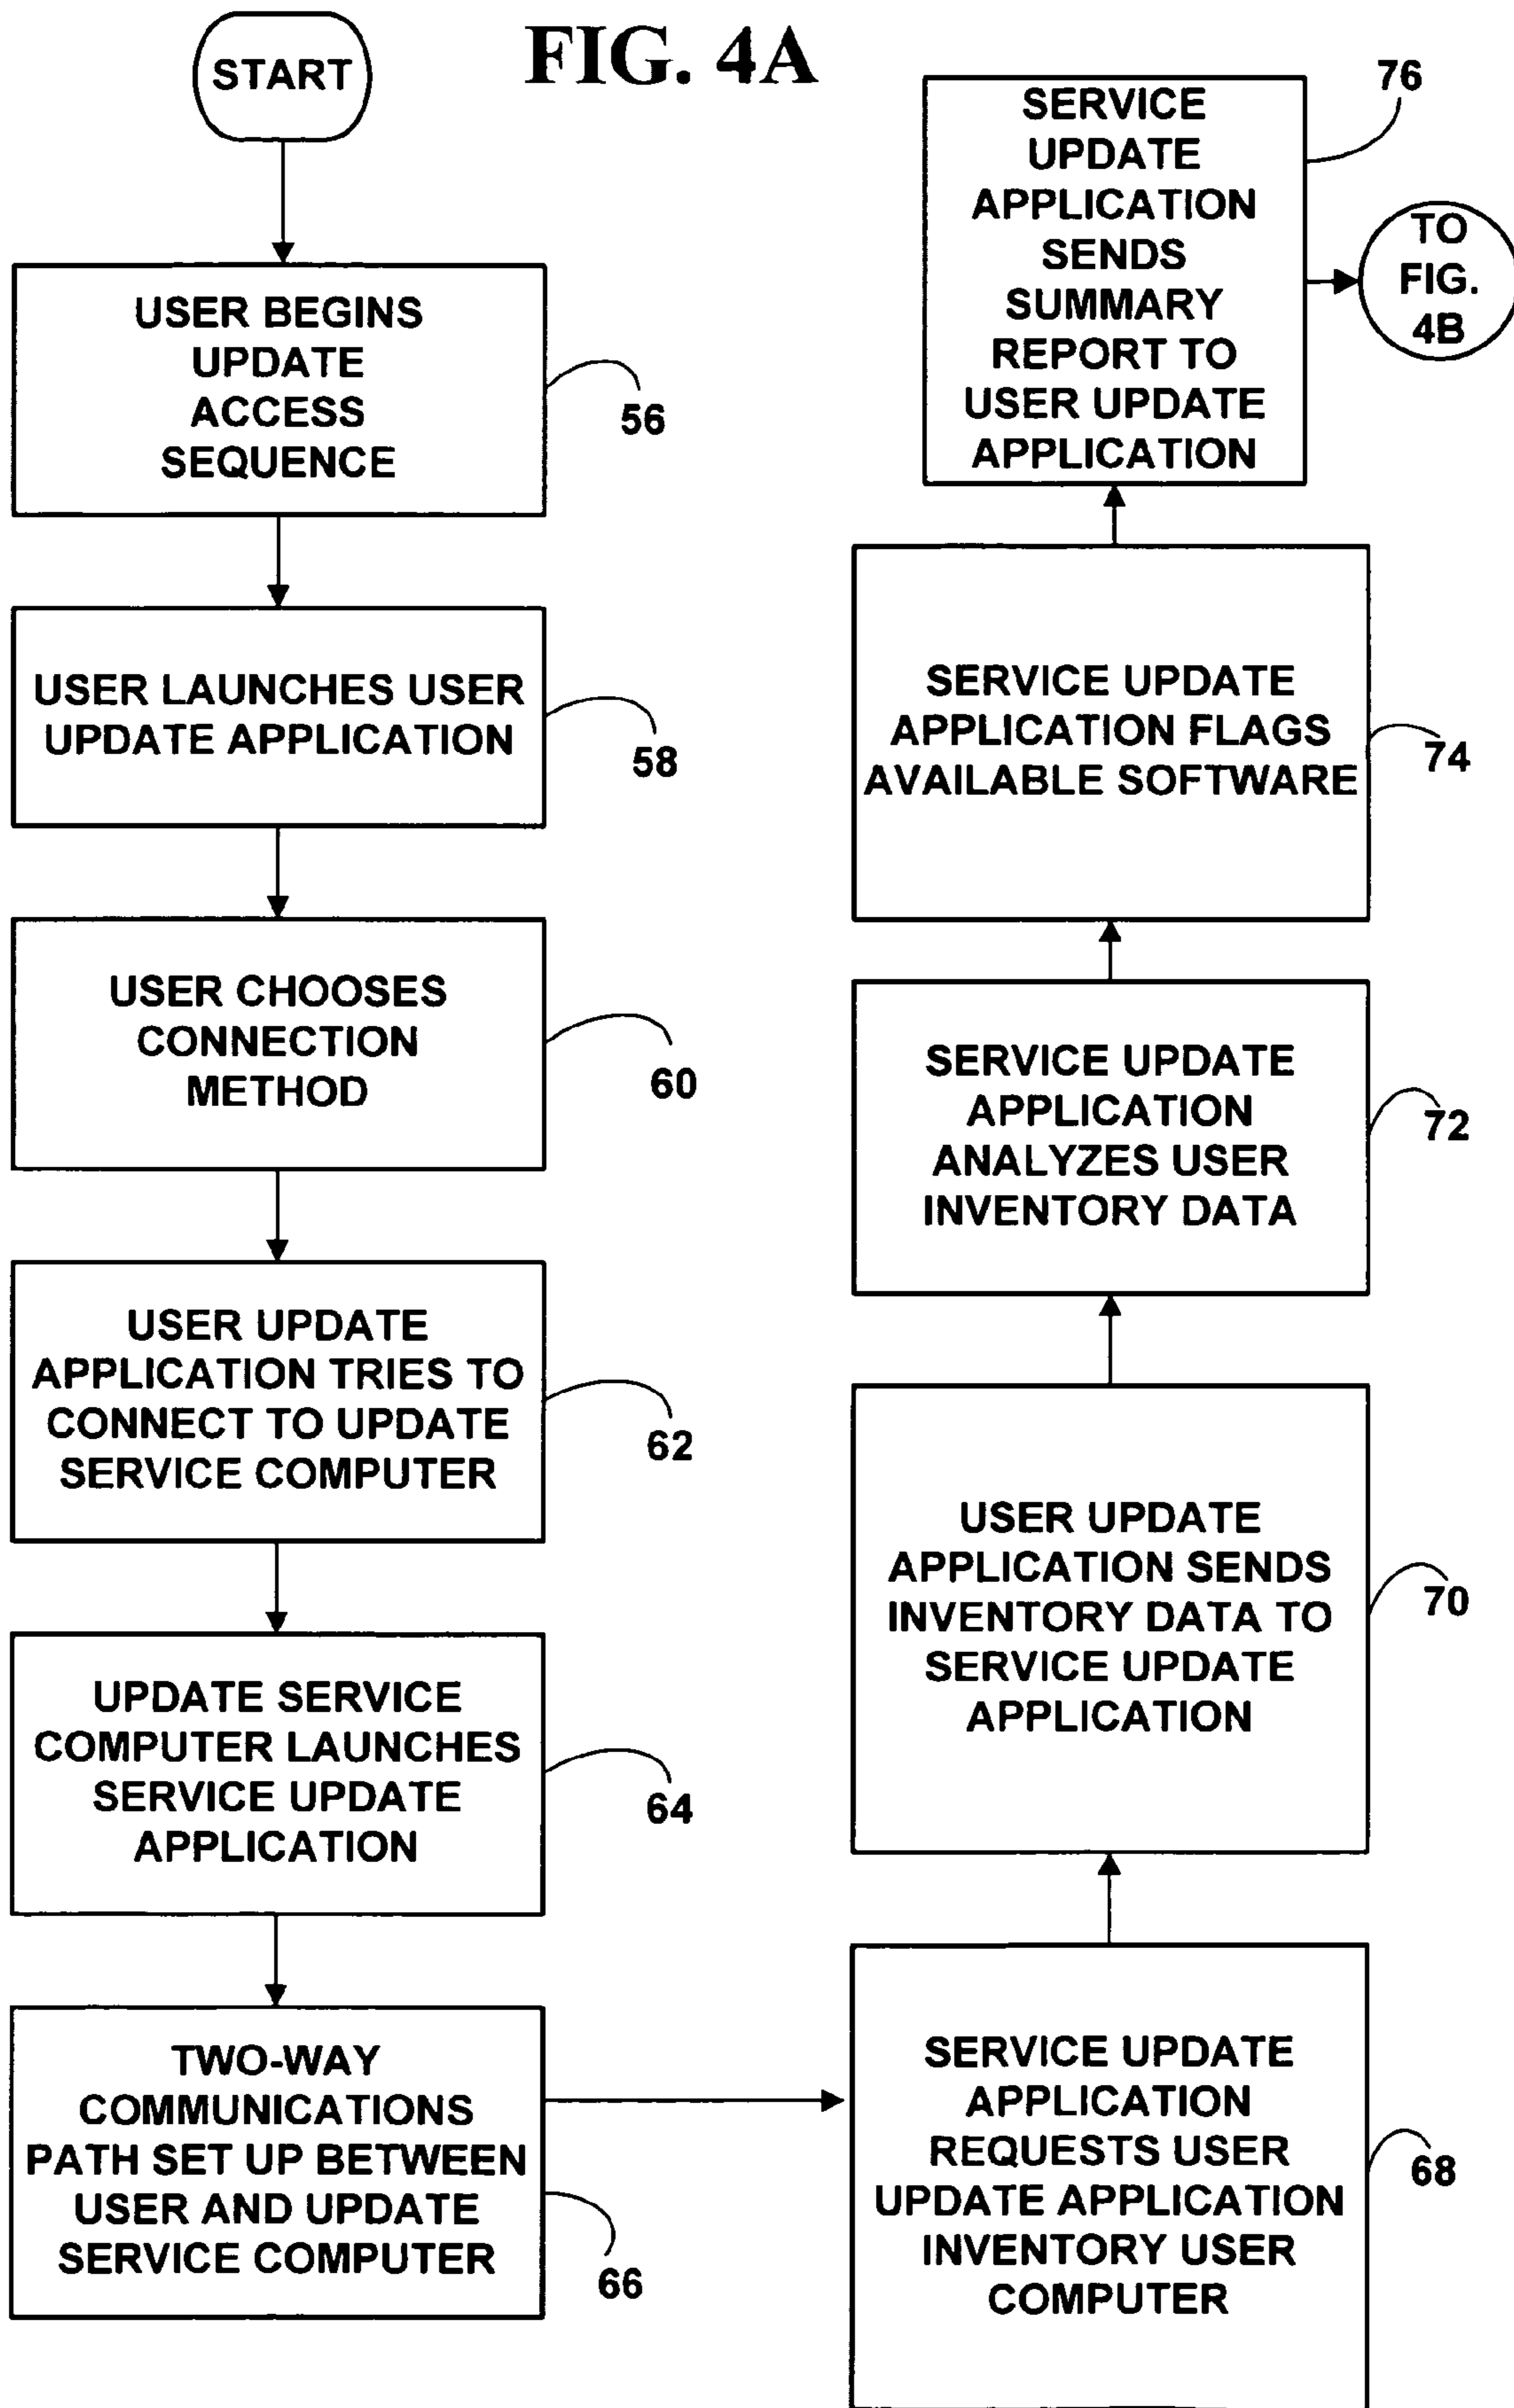 FIG. 4A
START
USER BEGINS
UPDATE
ACCESS
SEQUENCE
56
USER LAUNCHES USER
UPDATE APPLICATION
58
USER CHOOSES
CONNECTION
METHOD
60
USER UPDATE
APPLICATION TRIES TO
CONNECT TO UPDATE
SERVICE COMPUTER
62
UPDATE SERVICE
COMPUTER LAUNCHES
SERVICE UPDATE
APPLICATION
64
TWO-WAY
COMMUNICATIONS
PATH SET UP BETWEEN
USER AND UPDATE
SERVICE COMPUTER
66
SERVICE UPDATE
APPLICATION
REQUESTS USER
UPDATE APPLICATION
INVENTORY USER
COMPUTER
68
USER UPDATE
APPLICATION SENDS
INVENTORY DATA TO
SERVICE UPDATE
APPLICATION
70
SERVICE UPDATE
APPLICATION
ANALYZES USER
INVENTORY DATA
72
SERVICE UPDATE
APPLICATION FLAGS
AVAILABLE SOFTWARE
74
SERVICE
UPDATE
APPLICATION
SENDS
SUMMARY
REPORT TO
USER UPDATE
APPLICATION
76
TO
FIG.
4B